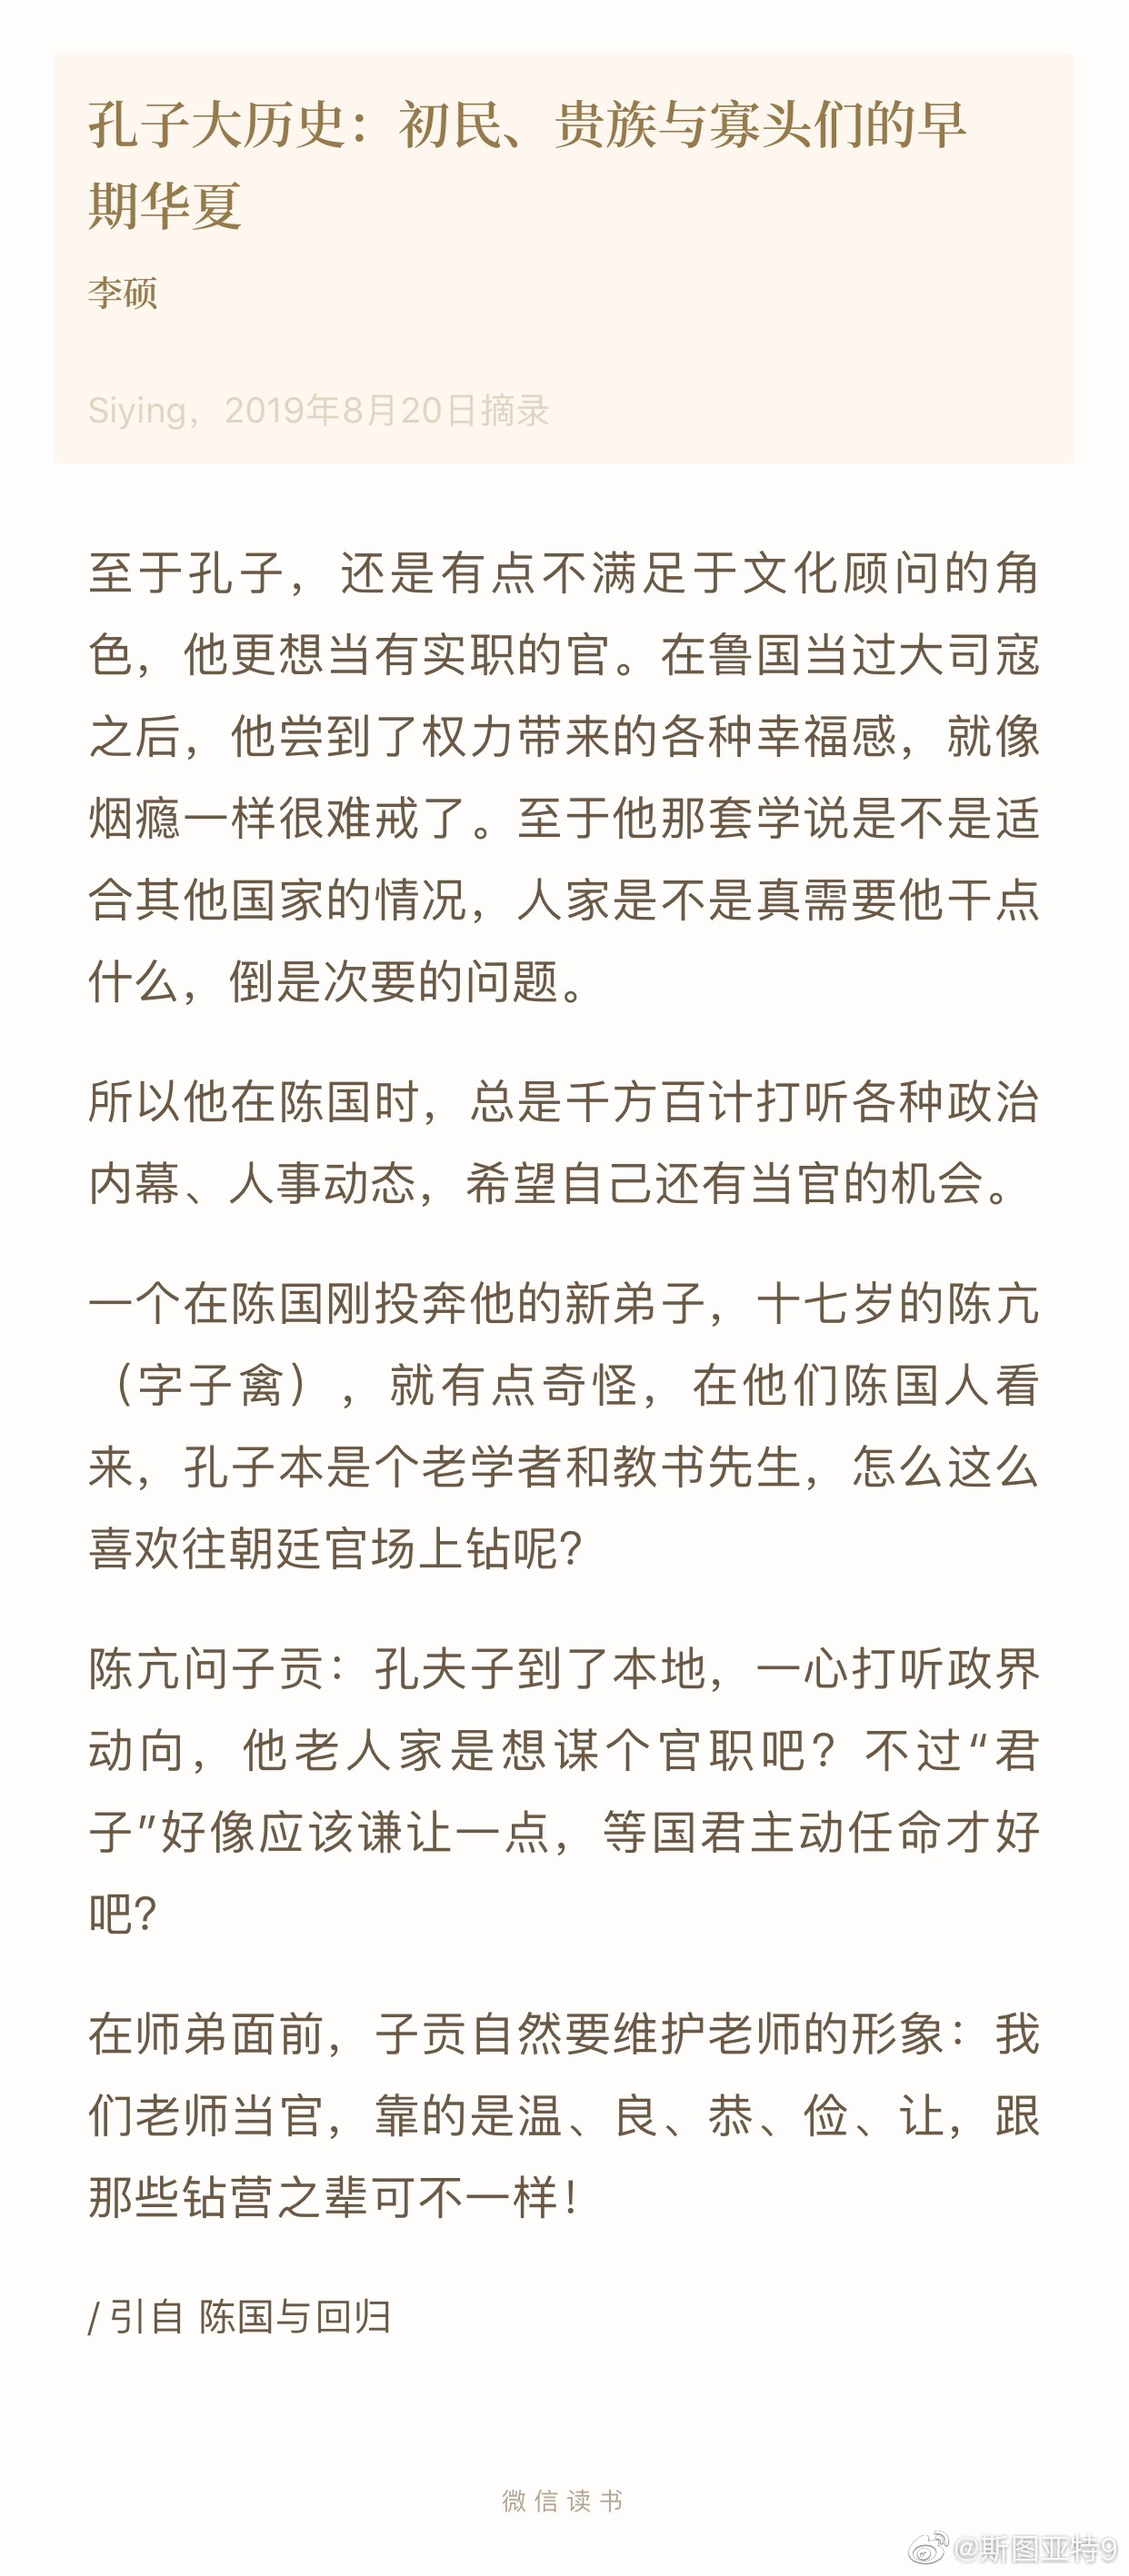 孔子大历史：初民、贵族与寡头们的早
期华夏
李硕
Siying，2019年8月20日摘录
至于孔子，还是有点不满足于文化顾问的角
色，他更想当有实职的官。在鲁国当过大司寇
之后，他尝到了权力带来的各种幸福感，就像
烟瘾一样很难戒了。至于他那套学说是不是适
合其他国家的情况，人家是不是真需要他干点
什么，倒是次要的问题。
所以他在陈国时，总是千方百计打听各种政治
内幕、人事动态，希望自己还有当官的机会。
一个在陈国刚投奔他的新弟子，十七岁的陈亢
（字子禽），就有点奇怪，在他们陈国人看
来，孔子本是个老学者和教书先生，怎么这么
喜欢往朝廷官场上钻呢？
陈亢问子贡：孔夫子到了本地，一心打听政界
动向，他老人家是想谋个官职吧？不过“君
子”好像应该谦让一点，等国君主动任命才好
吧？
在师弟面前，子贡自然要维护老师的形象：我
们老师当官，靠的是温、良、恭、俭、让，跟
那些钻营之辈可不一样！
/ 引自 陈国与回归
微信读书
@斯图亚特9